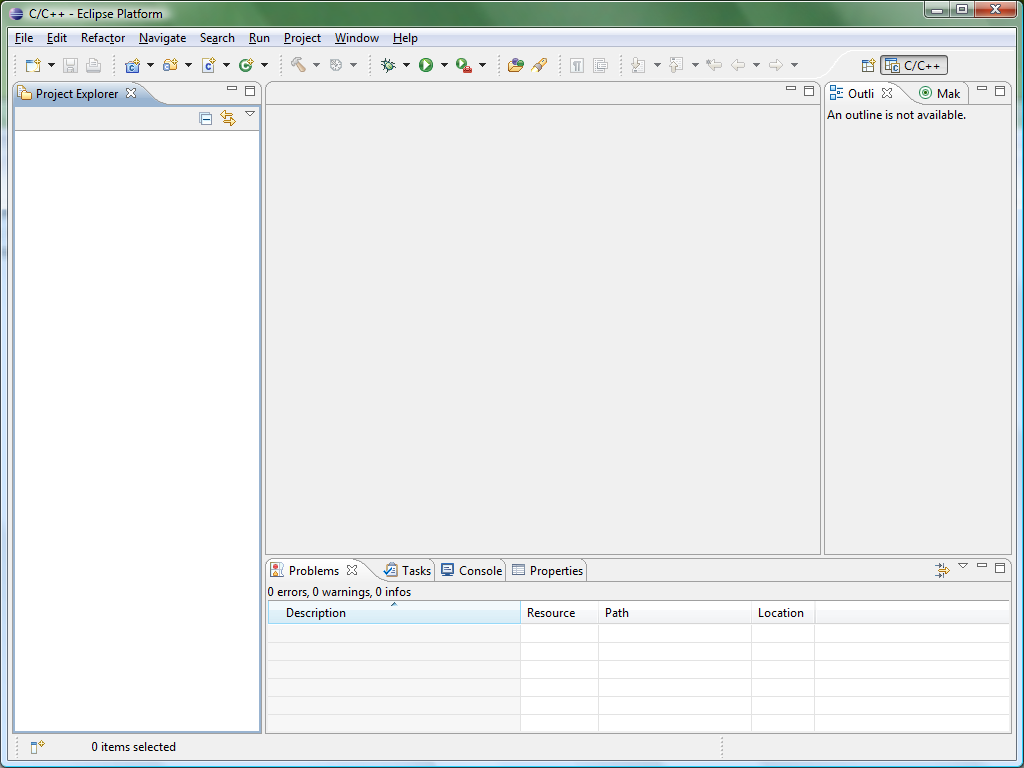 C/C++ - Eclipse Platform
File Edit Refactor Navigate Search Run Project Window Help
C/C++
Project Explorer
Outli Mak
An outline is not available.
Problems Tasks Console Properties
0 errors, 0 warnings, 0 infos
Description Resource Path Location
0 items selected